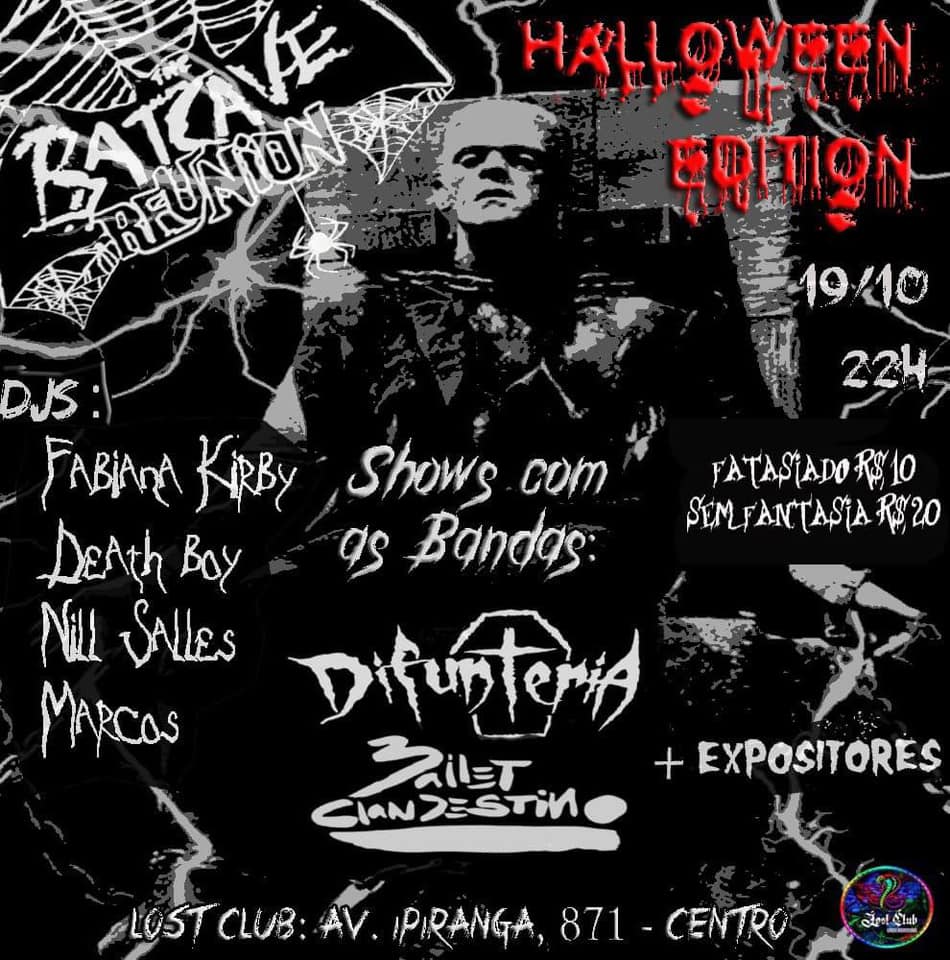 THE
BATCAVE
REUNION
HALLOWEEN
EDITION
19/10
22H
DJS:
FABIANA KIRBY
DEATH BOY
NILL SALLES
MARCOS
Shows com
as Bandas:
DifunteriA
BAILET
CLANDESTINO
FATASIADO R$ 10
SEM FANTASIA R$ 20
+ EXPOSITORES
LOST CLUB: AV. IPIRANGA, 871 - CENTRO
Lost Club